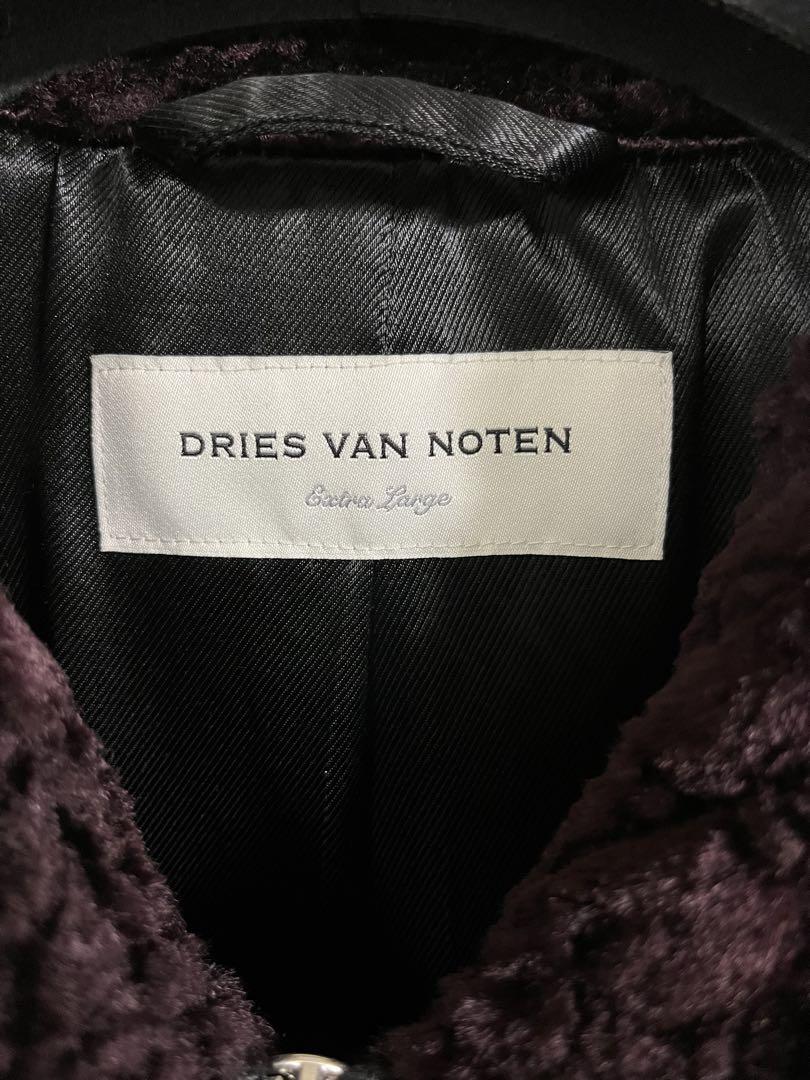 DRIES VAN NOTEN
Extra Large